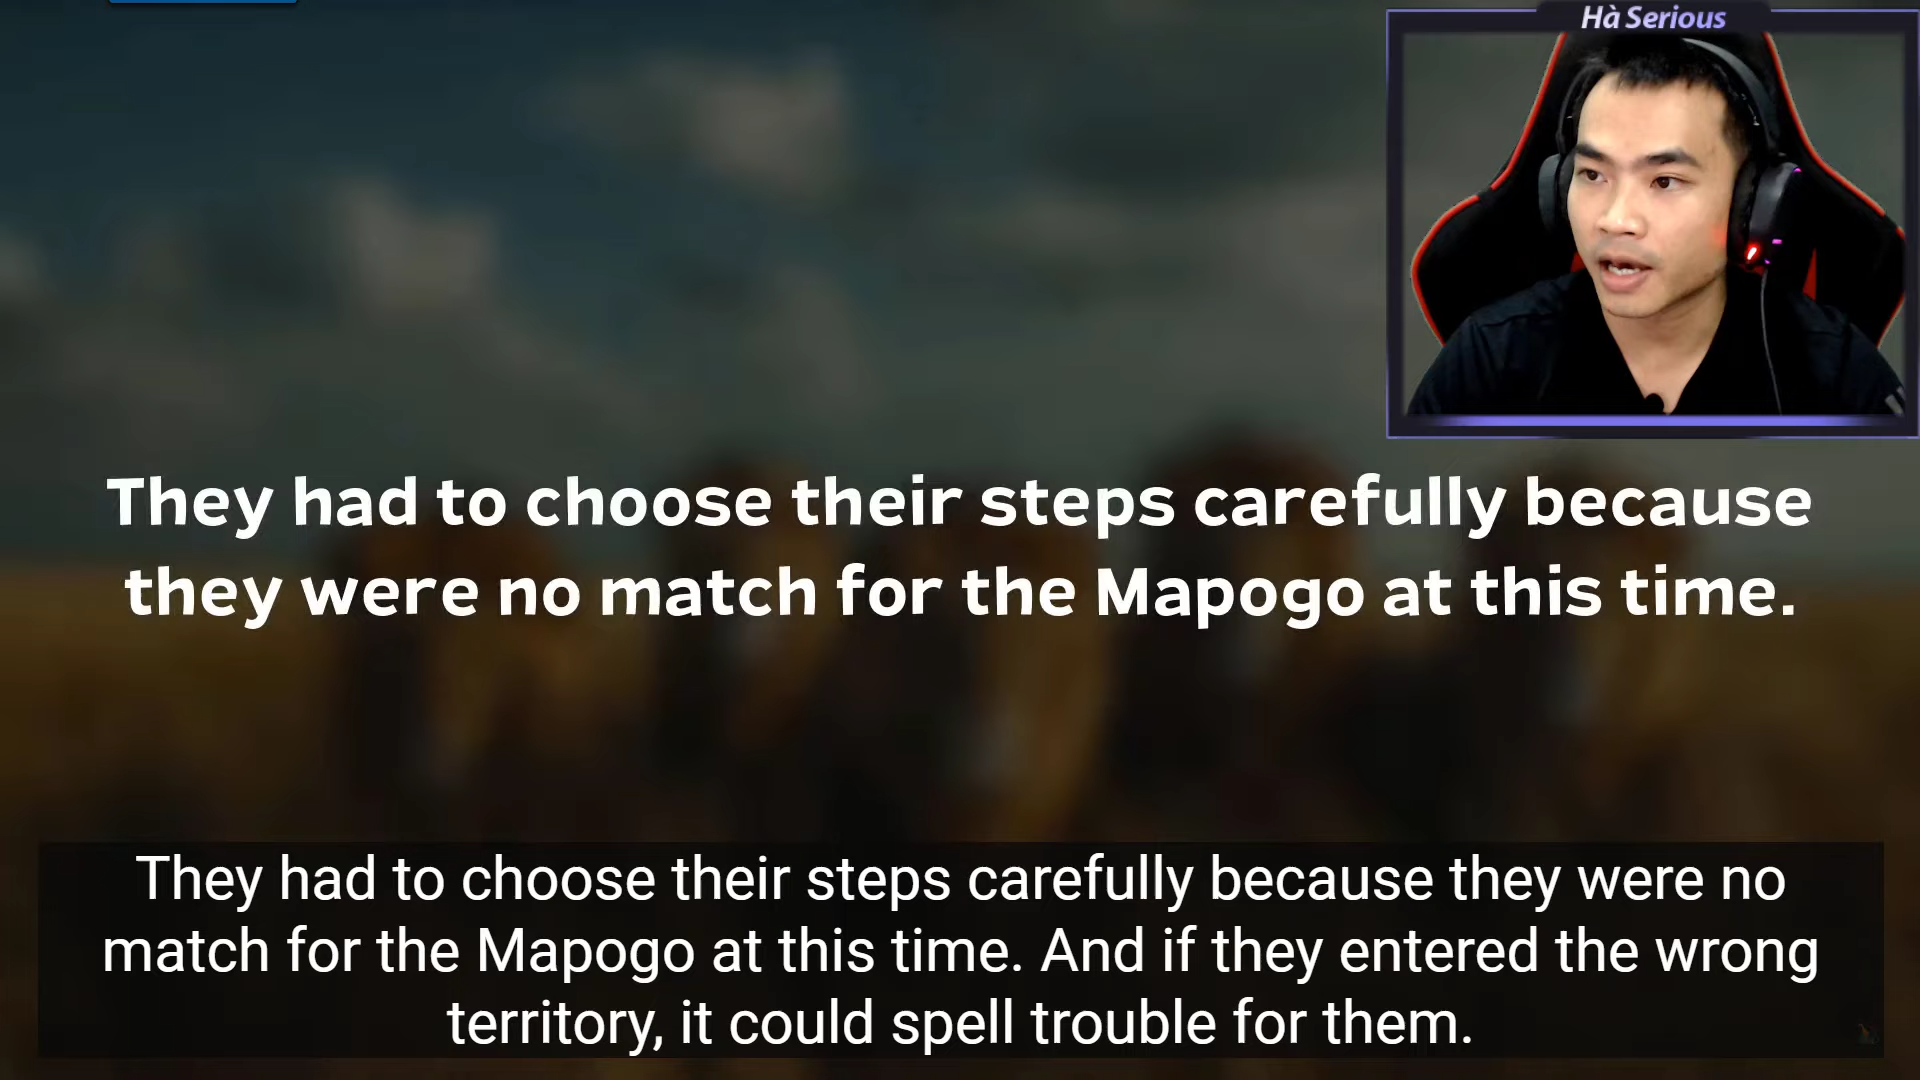 Hà Serious
They had to choose their steps carefully because
they were no match for the Mapogo at this time.
They had to choose their steps carefully because they were no
match for the Mapogo at this time. And if they entered the wrong
territory, it could spell trouble for them.